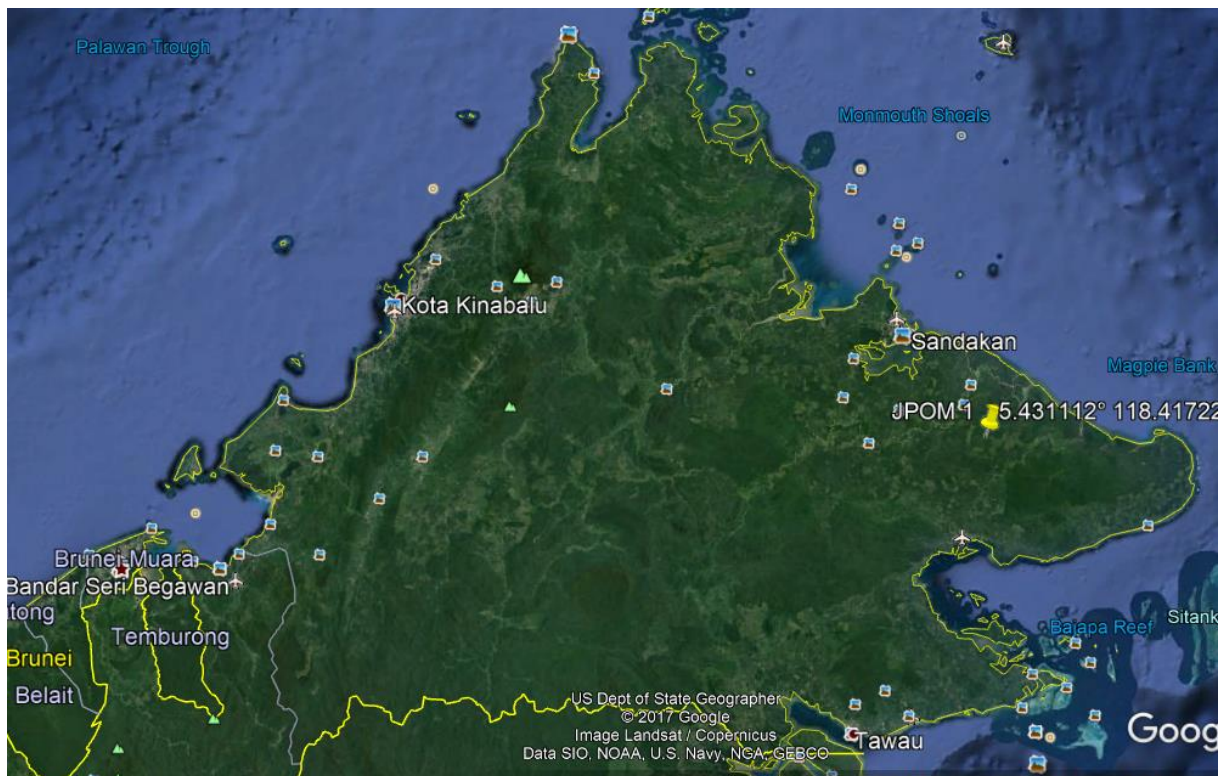 Palawan Trough
Monmouth Shoals
Kota Kinabalu
Sandakan
Magpie Bank
JPOM 1 5.431112° 118.41722
Brunei-Muara
Bandar Seri Begawan
Temburong
Brunei
Belait
Bajapa Reef
Sitank
US Dept of State Geographer
© 2017 Google
Image Landsat / Copernicus
Data SIO, NOAA, U.S. Navy, NGA, GEBCO
Tawau
Goog